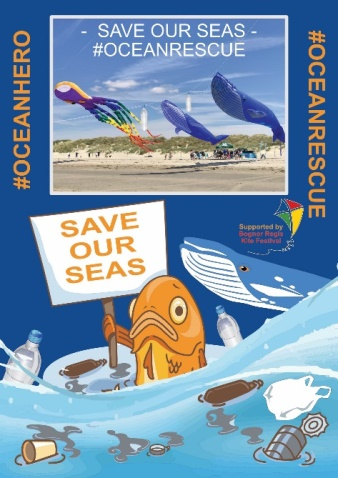 - SAVE OUR SEAS -
#OCEANRESCUE
#OCEANHERO
#OCEANRESCUE
Supported by
Bognor Regis
Kite Festival
SAVE
OUR
SEAS